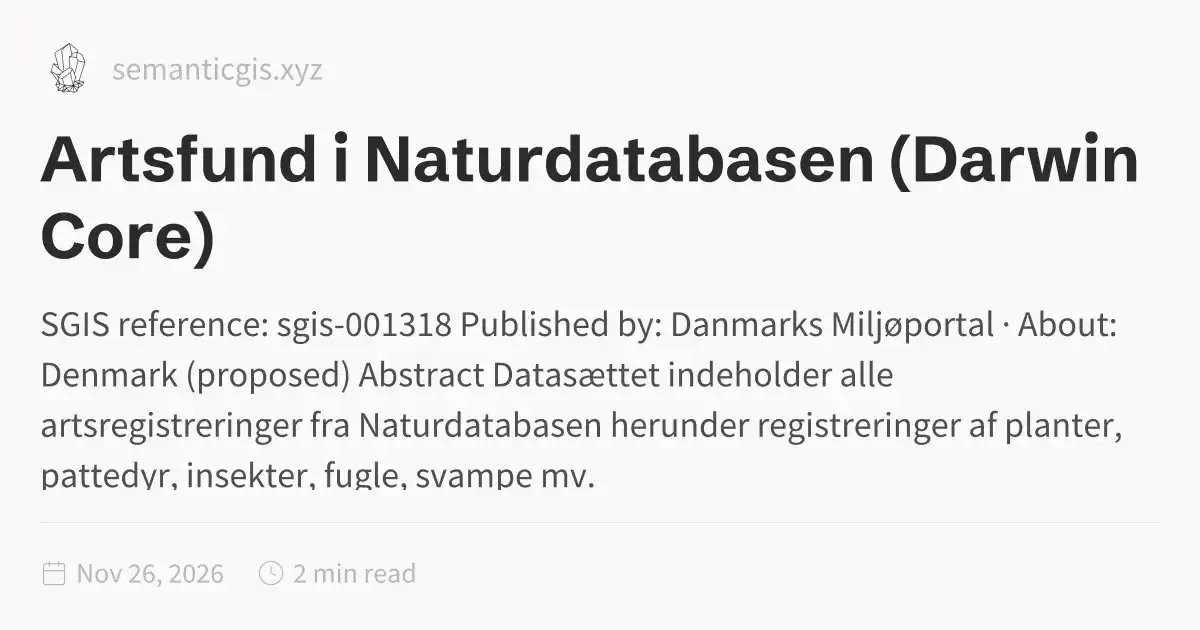 semanticgis.xyz
Artsfund i Naturdatabasen (Darwin
Core)
SGIS reference: sgis-001318 Published by: Danmarks Miljøportal · About:
Denmark (proposed) Abstract Datasættet indeholder alle
artsregistreringer fra Naturdatabasen herunder registreringer af planter,
pattedyr, insekter, fugle, svampe mv.
Nov 26, 2026 2 min read